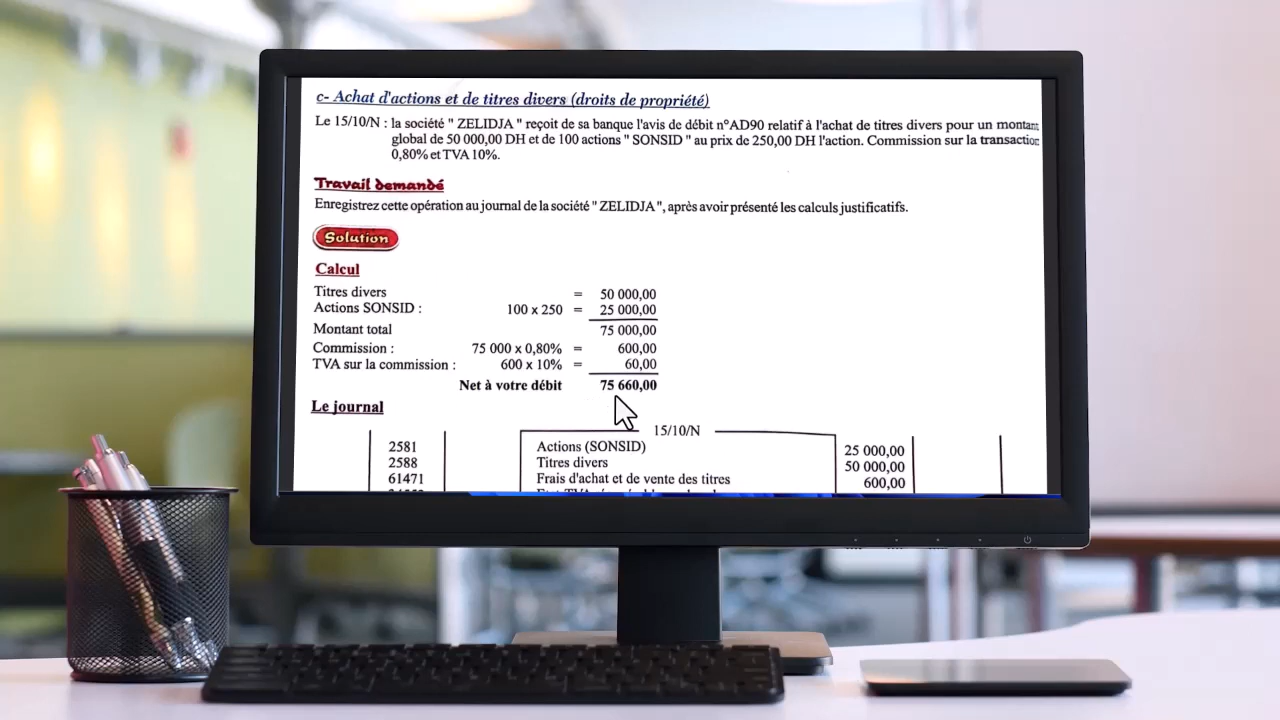 c- Achat d'actions et de titres divers (droits de propriété)
Le 15/10/N : la société " ZELIDJA " reçoit de sa banque l'avis de débit n°AD90 relatif à l'achat de titres divers pour un montant
global de 50 000,00 DH et de 100 actions " SONSID " au prix de 250,00 DH l'action. Commission sur la transaction
0,80% et TVA 10%.
Travail demandé
Enregistrez cette opération au journal de la société " ZELIDJA ", après avoir présenté les calculs justificatifs.
Solution
Calcul
Titres divers = 50 000,00
Actions SONSID : 100 x 250 = 25 000,00
Montant total 75 000,00
Commission : 75 000 x 0,80% = 600,00
TVA sur la commission : 600 x 10% = 60,00
Net à votre débit 75 660,00
Le journal
15/10/N
2581 Actions (SONSID) 25 000,00
2588 Titres divers 50 000,00
61471 Frais d'achat et de vente des titres 600,00